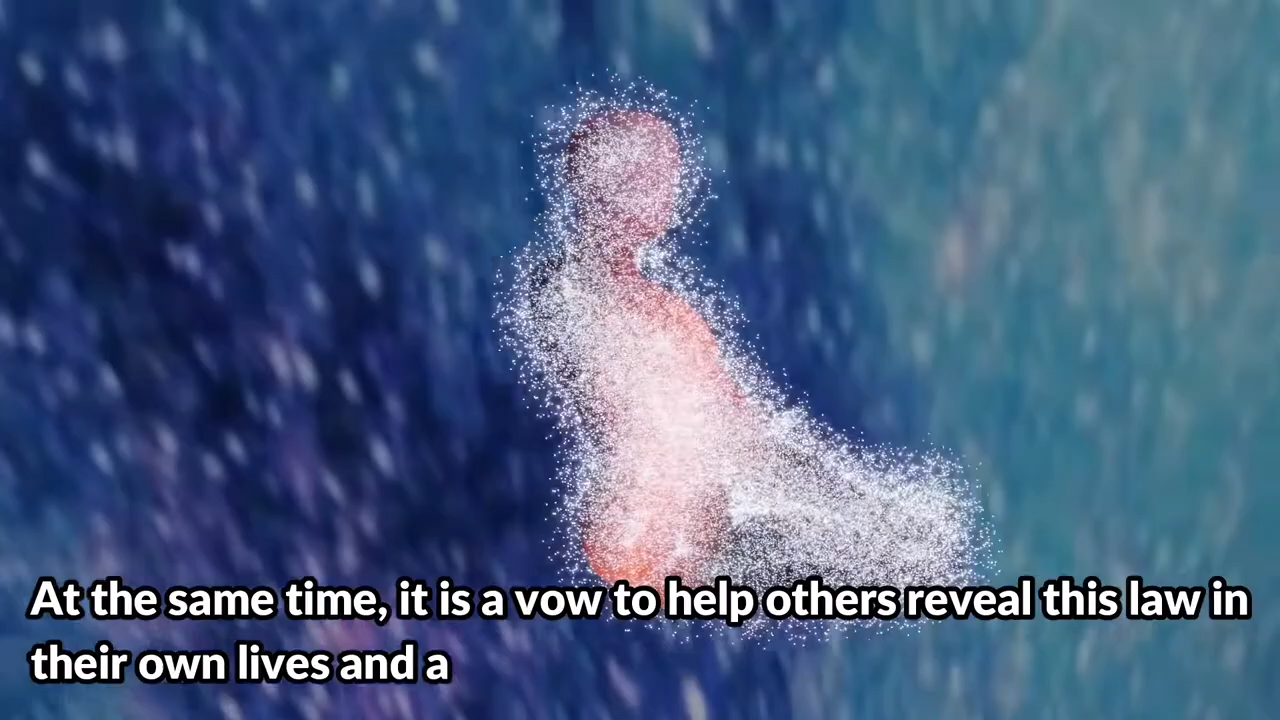 At the same time, it is a vow to help others reveal this law in
their own lives and a